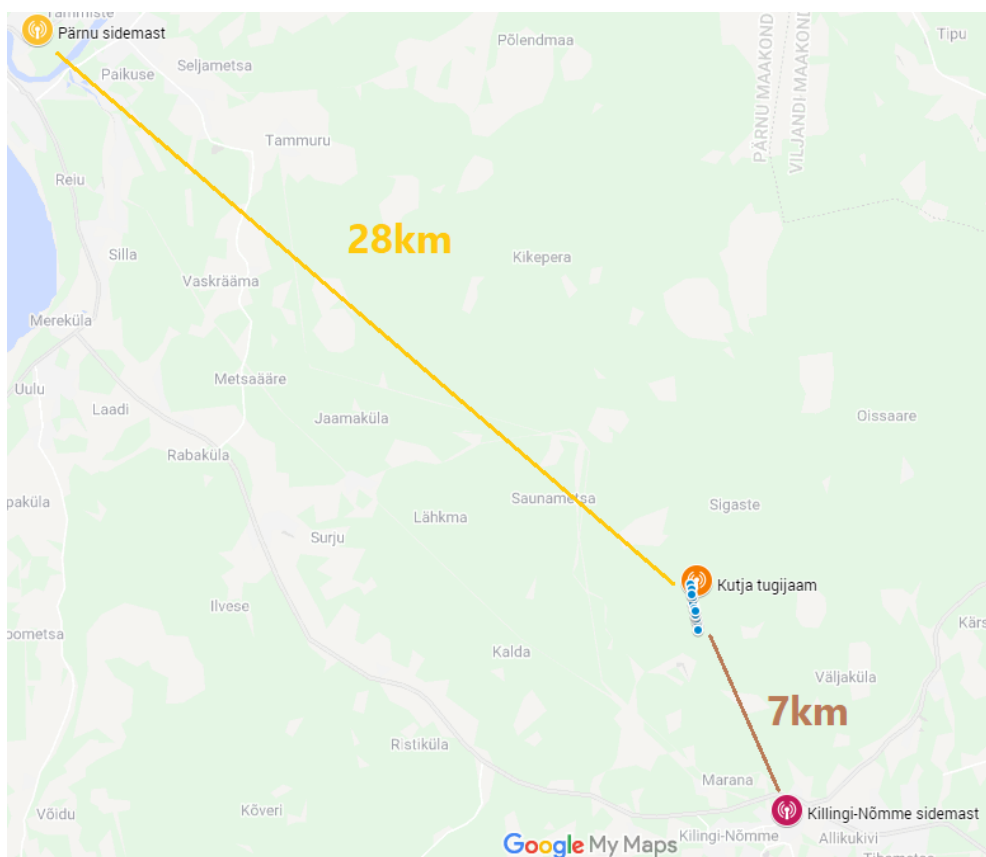 Tammiste
Pärnu sidemast
Põlendmaa
Tipu
Seljametsa
Paikuse
PÄRNU MAAKOND
VILJANDI MAAKOND
Tammuru
Reiu
28km
Silla
Kikepera
Vaskrääma
Mereküla
Metsaääre
Uulu
Laadi
Jaamaküla
Oissaare
Rabaküla
Saunametsa
Sigaste
Lähkma
Surju
Kutja tugijaam
Ilvese
Kalda
Väljaküla
7km
Ristiküla
Marana
Võidu
Kõveri
Killingi-Nõmme sidemast
Kilingi-Nõmme
Allikukivi
Google My Maps